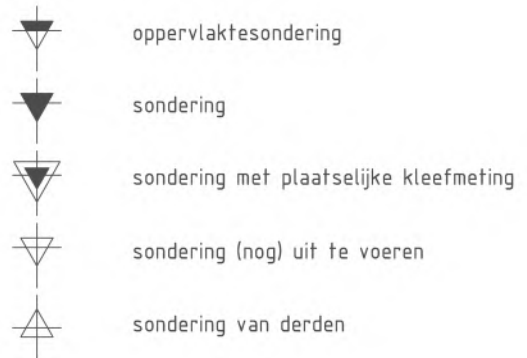 oppervlaktesondering
sondering
sondering met plaatselijke kleefmeting
sondering (nog) uit te voeren
sondering van derden